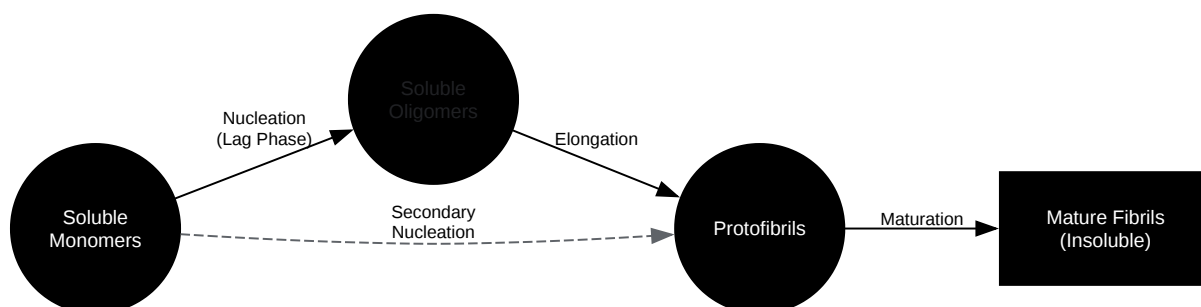 Soluble
Oligomers
Nucleation
(Lag Phase)
Elongation
Soluble
Monomers
Secondary
Nucleation
Protofibrils
Maturation
Mature Fibrils
(Insoluble)